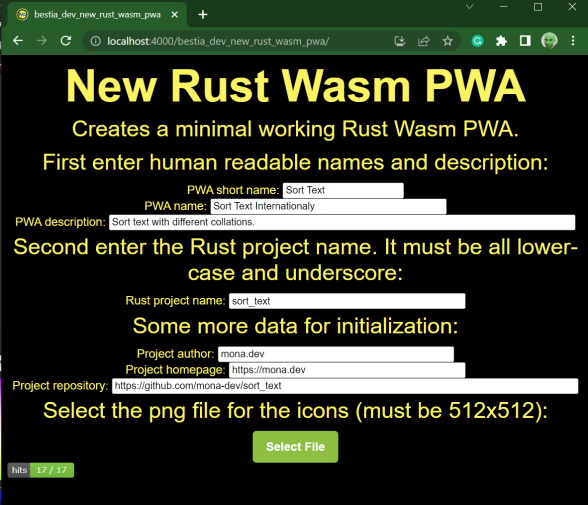 bestia_dev_new_rust_wasm_pwa
localhost:4000/bestia_dev_new_rust_wasm_pwa/
New Rust Wasm PWA
Creates a minimal working Rust Wasm PWA.
First enter human readable names and description:
PWA short name: Sort Text
PWA name: Sort Text Internationaly
PWA description: Sort text with different collations.
Second enter the Rust project name. It must be all lower-
case and underscore:
Rust project name: sort_text
Some more data for initialization:
Project author: mona.dev
Project homepage: https://mona.dev
Project repository: https://github.com/mona-dev/sort_text
Select the png file for the icons (must be 512x512):
Select File
hits 17 / 17